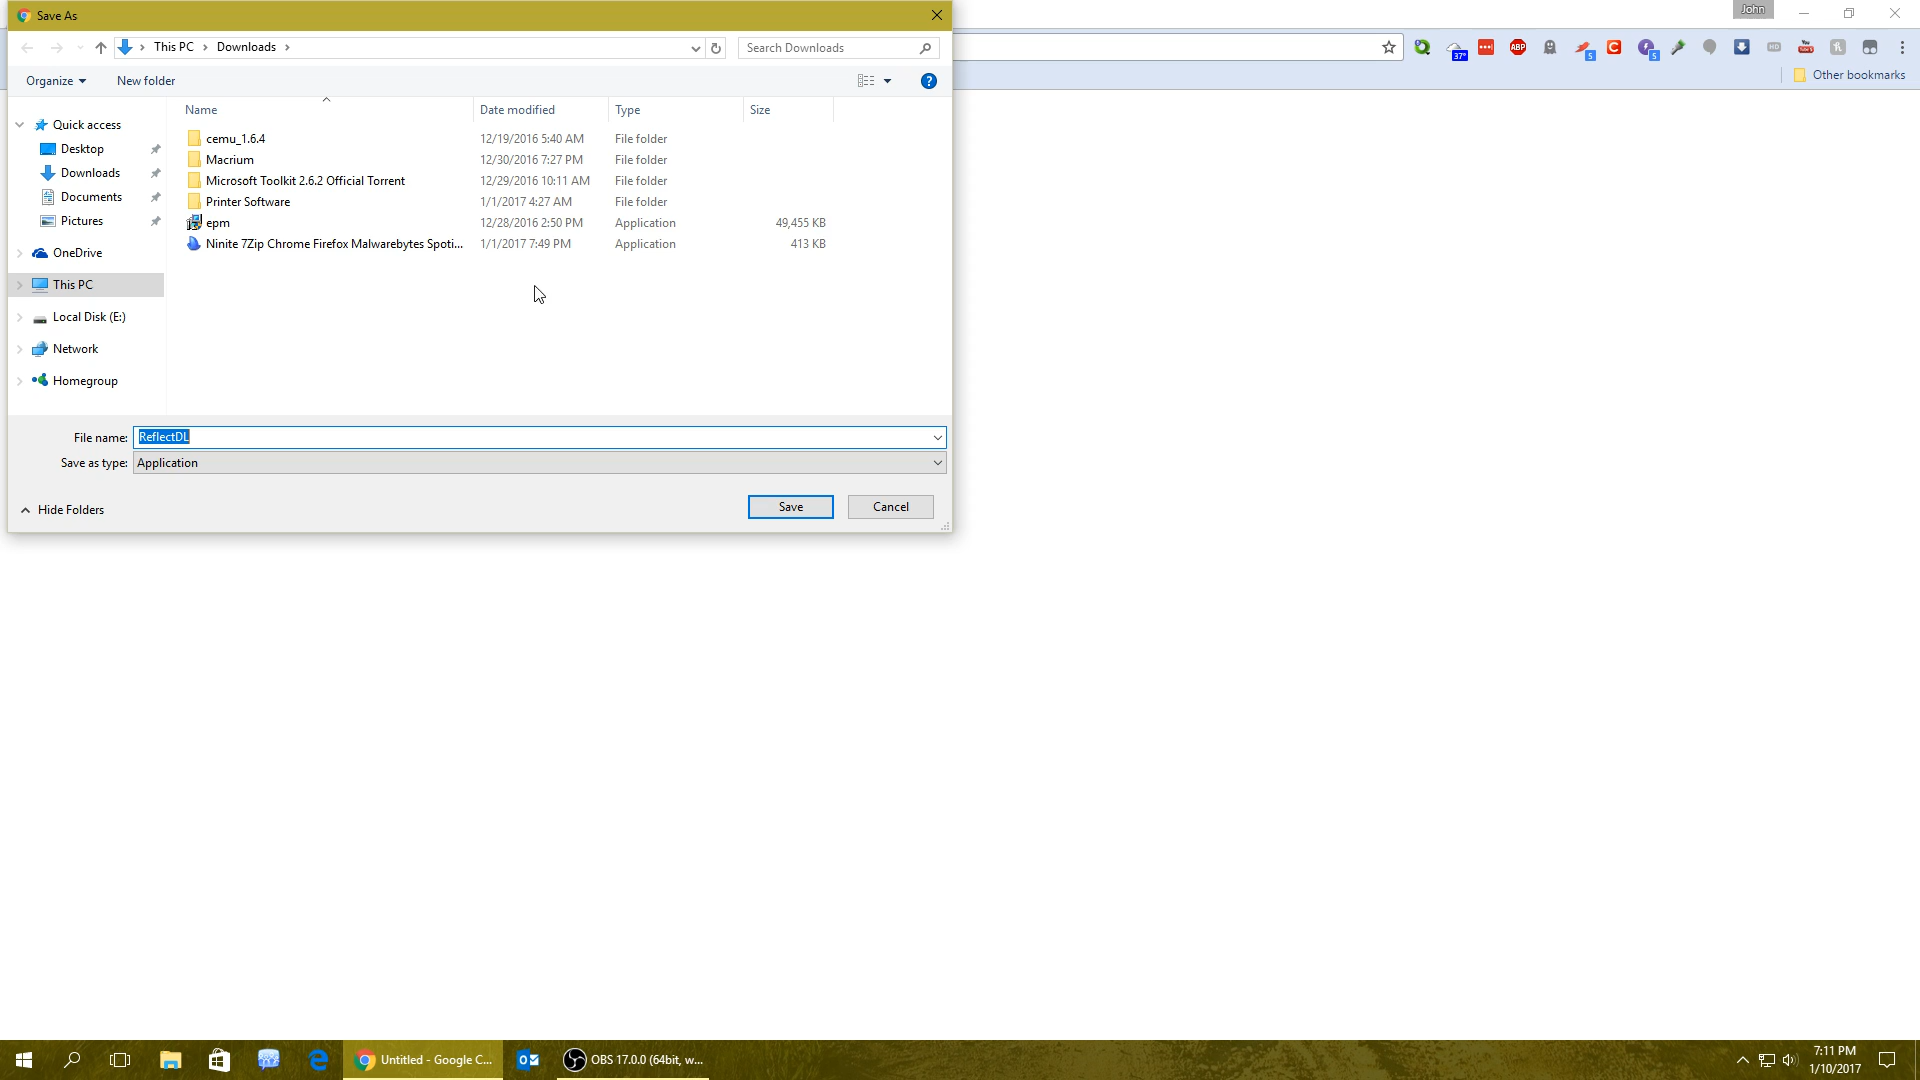 Save As
John
This PC
Downloads
Search Downloads
37°
ABP
5
5
HD
Organize
New folder
Other bookmarks
Name
Date modified
Type
Size
Quick access
Desktop
Downloads
Documents
Pictures
OneDrive
This PC
Local Disk (E:)
Network
Homegroup
cemu_1.6.4 12/19/2016 5:40 AM File folder
Macrium 12/30/2016 7:27 PM File folder
Microsoft Toolkit 2.6.2 Official Torrent 12/29/2016 10:11 AM File folder
Printer Software 1/1/2017 4:27 AM File folder
epm 12/28/2016 2:50 PM Application 49,455 KB
Ninite 7Zip Chrome Firefox Malwarebytes Spoti... 1/1/2017 7:49 PM Application 413 KB
File name: ReflectDL
Save as type: Application
Hide Folders
Save
Cancel
Untitled - Google C...
OBS 17.0.0 (64bit, w...
7:11 PM
1/10/2017